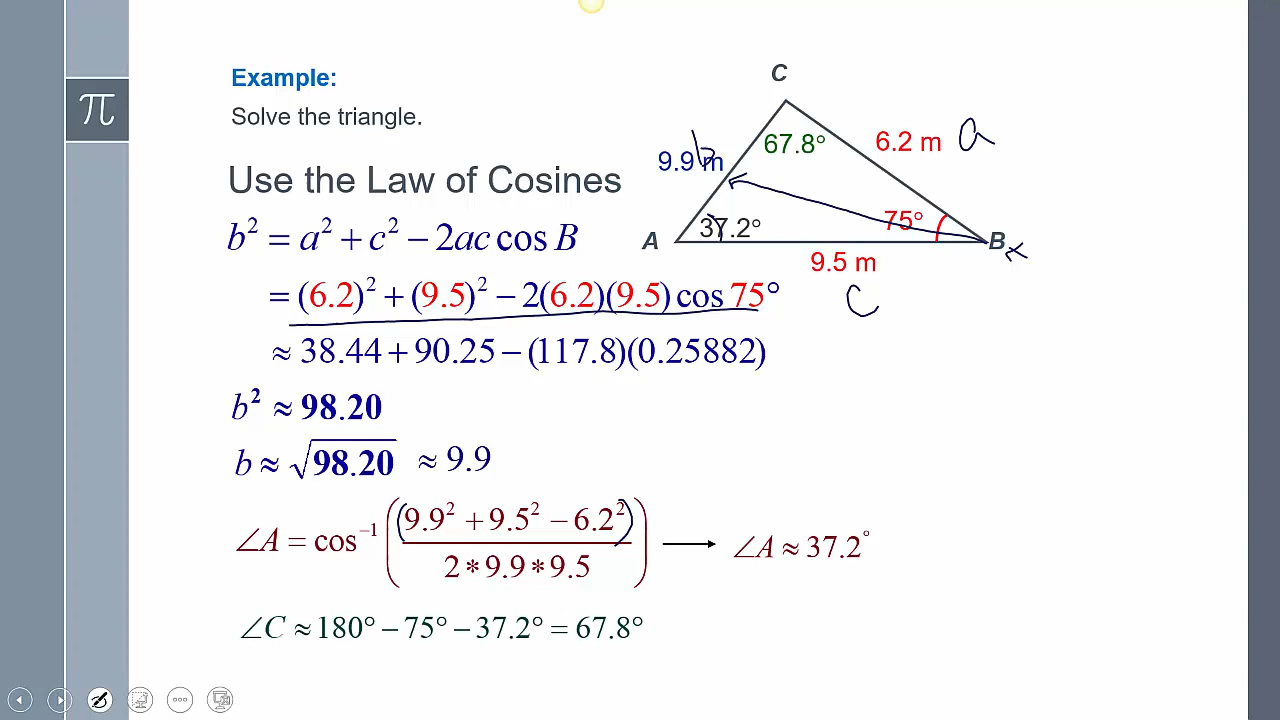 π
Example:
Solve the triangle.
Use the Law of Cosines
b² = a² + c² − 2ac cos B
= (6.2)² + (9.5)² − 2(6.2)(9.5) cos 75°
≈ 38.44 + 90.25 − (117.8)(0.25882)
b² ≈ 98.20
b ≈ √98.20 ≈ 9.9
∠A = cos⁻¹ ((9.9² + 9.5² − 6.2²) / 2 * 9.9 * 9.5) → ∠A ≈ 37.2°
∠C ≈ 180° − 75° − 37.2° = 67.8°
C
67.8°
6.2 m a
9.9 m b
A 37.2° 75° B
9.5 m
c